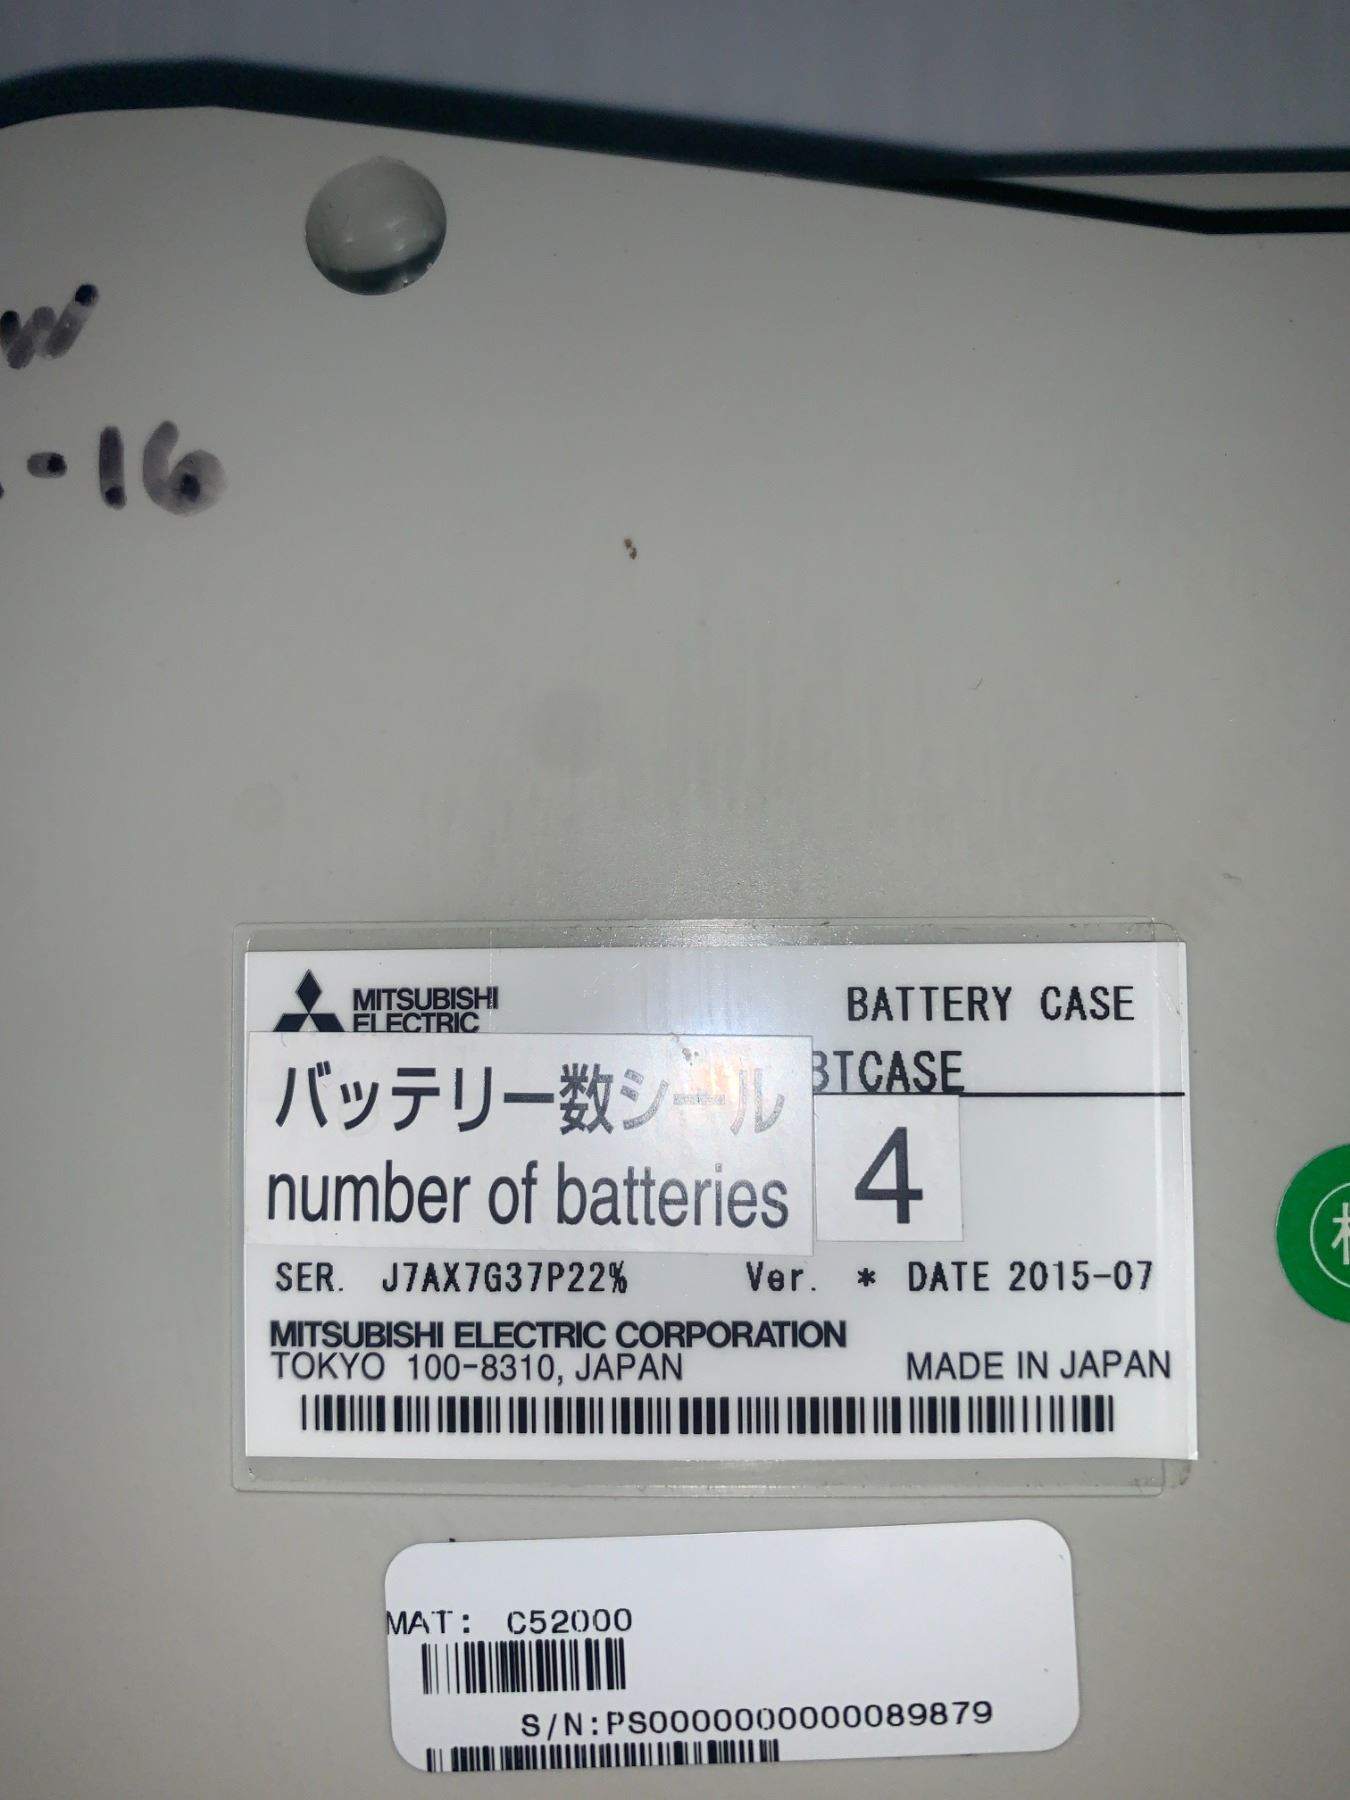 -16
MITSUBISHI
ELECTRIC
BATTERY CASE
BTCASE
バッテリー数シール
number of batteries
4
SER. J7AX7G37P22% Ver. * DATE 2015-07
MITSUBISHI ELECTRIC CORPORATION
TOKYO 100-8310, JAPAN MADE IN JAPAN
MAT: C52000
S/N:PS0000000000089879